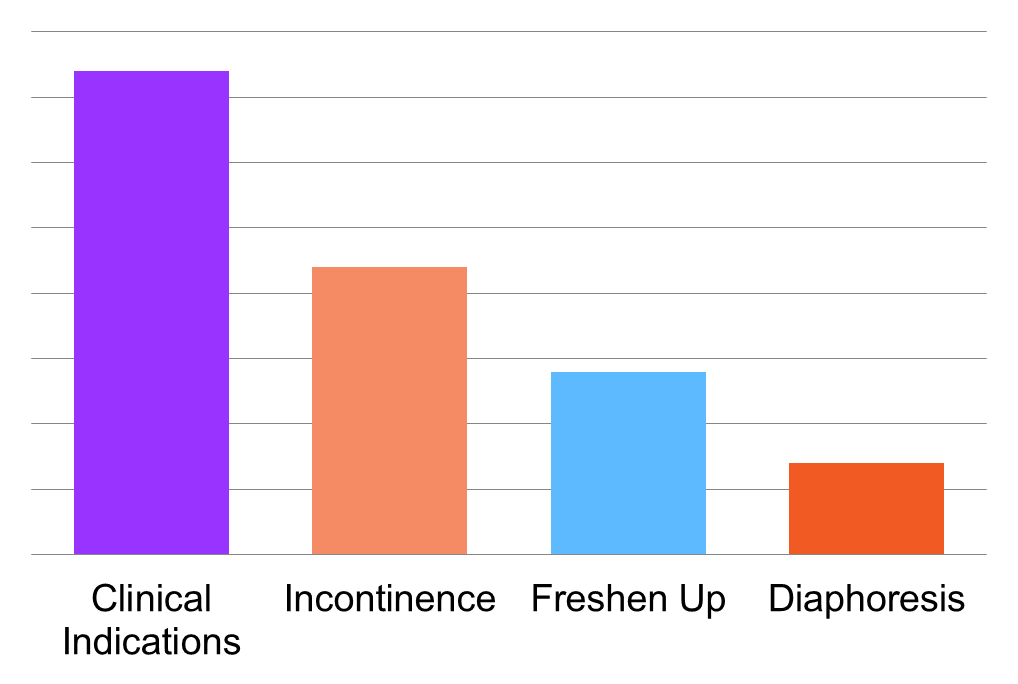 Clinical
Indications
Incontinence
Freshen Up
Diaphoresis